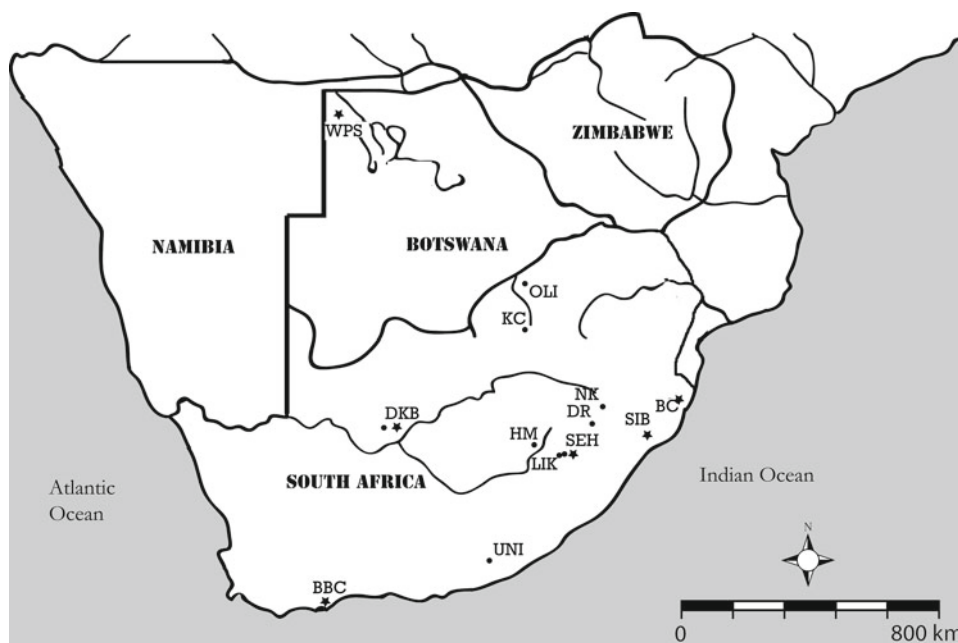 WPS
ZIMBABWE
NAMIBIA
BOTSWANA
OLI
KC
NK
DR
BC
DKB
SIB
HM
SEH
LIK
SOUTH AFRICA
Atlantic
Ocean
Indian Ocean
UNI
N
BBC
0
800 km